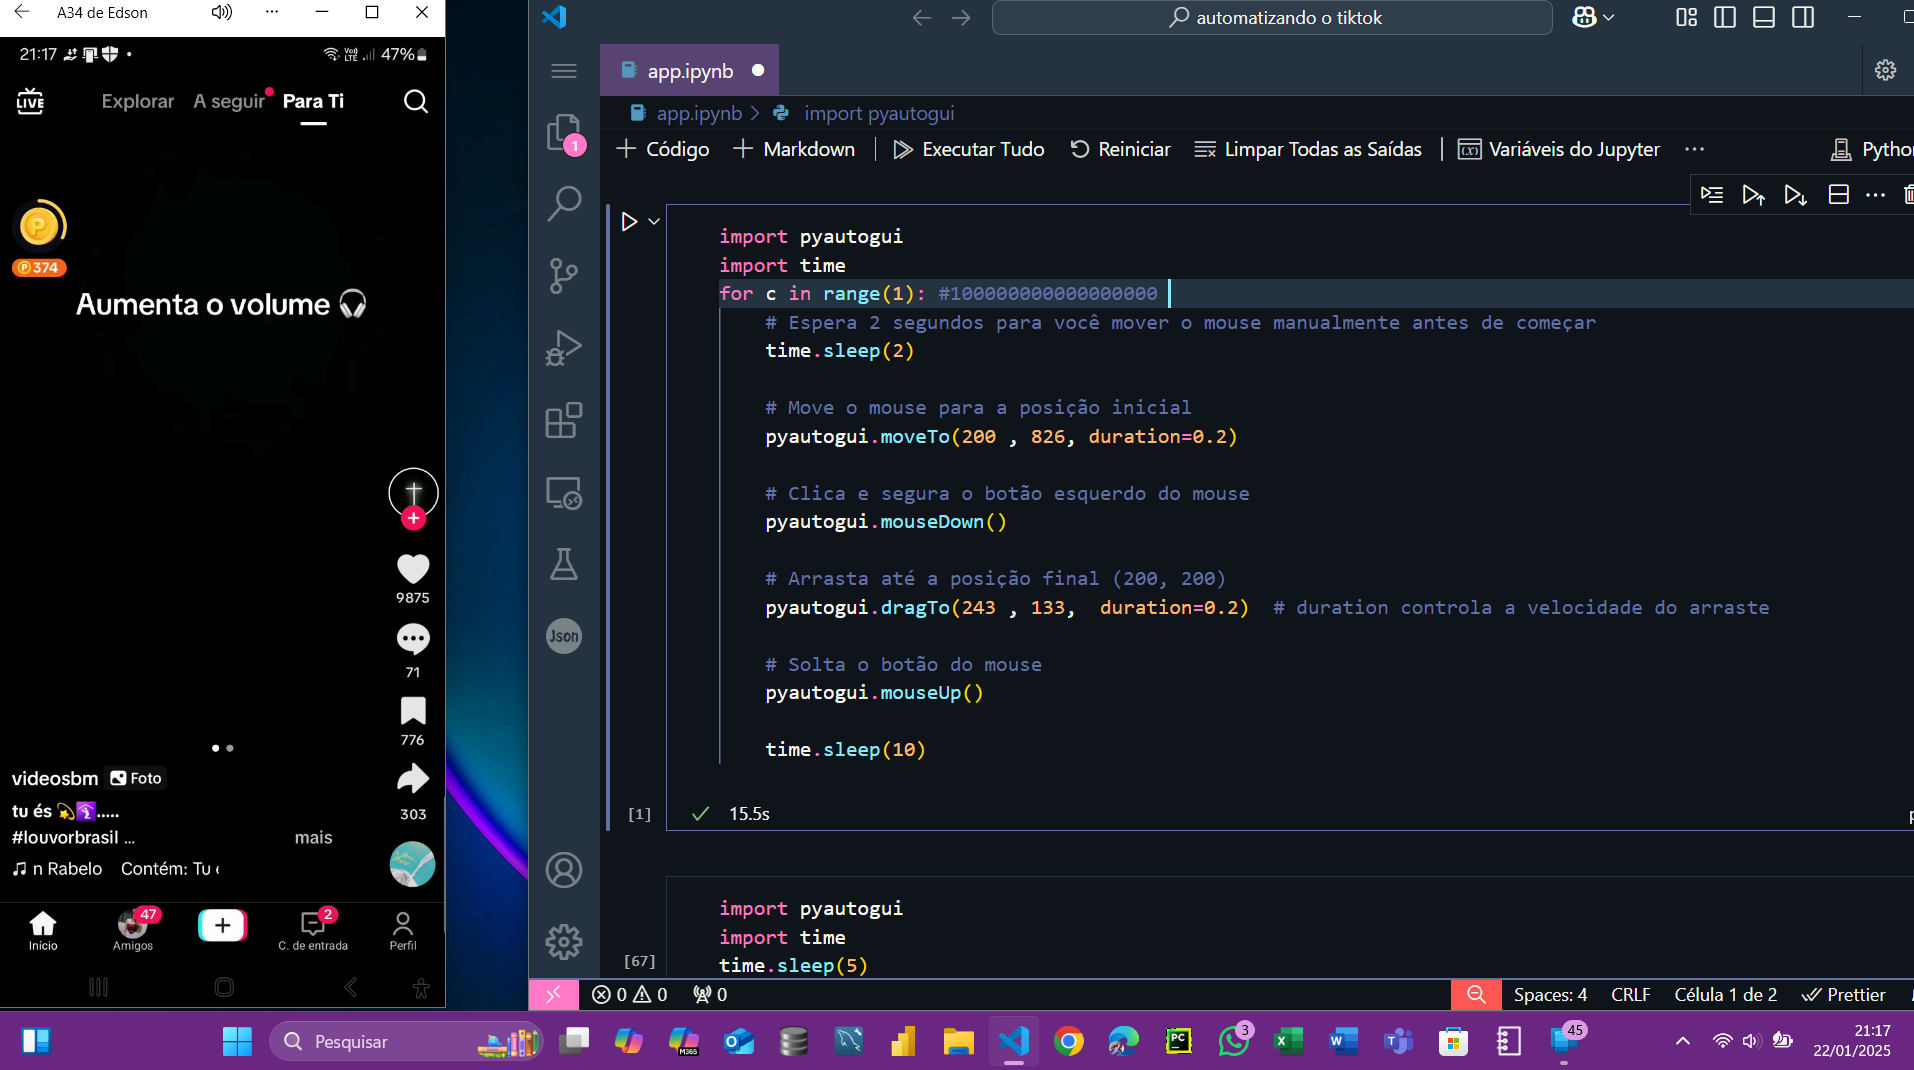 A34 de Edson
21:17
Vo)) LTE
47%
LIVE
Explorar
A seguir
Para Ti
P
P 374
Aumenta o volume 🎧
9875
71
776
303
videosbm
Foto
tu és 💫🛐.....
#louvorbrasil ...
mais
n Rabelo
Contém: Tu
Início
47
Amigos
2
C. de entrada
Perfil
automatizando o tiktok
app.ipynb
app.ipynb
import pyautogui
1
Código
Markdown
Executar Tudo
Reiniciar
Limpar Todas as Saídas
(x)
Variáveis do Jupyter
...
Pytho
import pyautogui
import time
for c in range(1): #100000000000000000
# Espera 2 segundos para você mover o mouse manualmente antes de começar
time.sleep(2)
# Move o mouse para a posição inicial
pyautogui.moveTo(200 , 826, duration=0.2)
# Clica e segura o botão esquerdo do mouse
pyautogui.mouseDown()
# Arrasta até a posição final (200, 200)
pyautogui.dragTo(243 , 133,  duration=0.2)  # duration controla a velocidade do arraste
# Solta o botão do mouse
pyautogui.mouseUp()
time.sleep(10)
[1]
15.5s
Json
import pyautogui
import time
[67]
time.sleep(5)
0
0
0
Spaces: 4
CRLF
Célula 1 de 2
Prettier
Pesquisar
M365
PC
3
X
W
T
45
21:17
22/01/2025